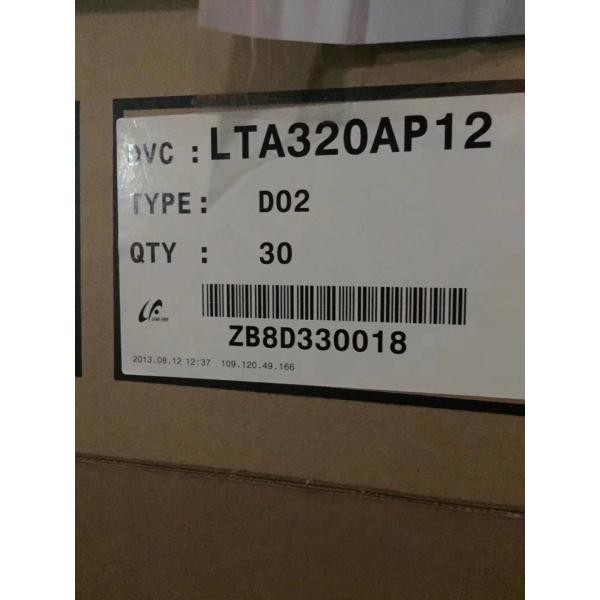 DVC : LTA320AP12
TYPE : D02
QTY : 30
ZB8D330018
2013.08.12 12:37 109.120.49.166